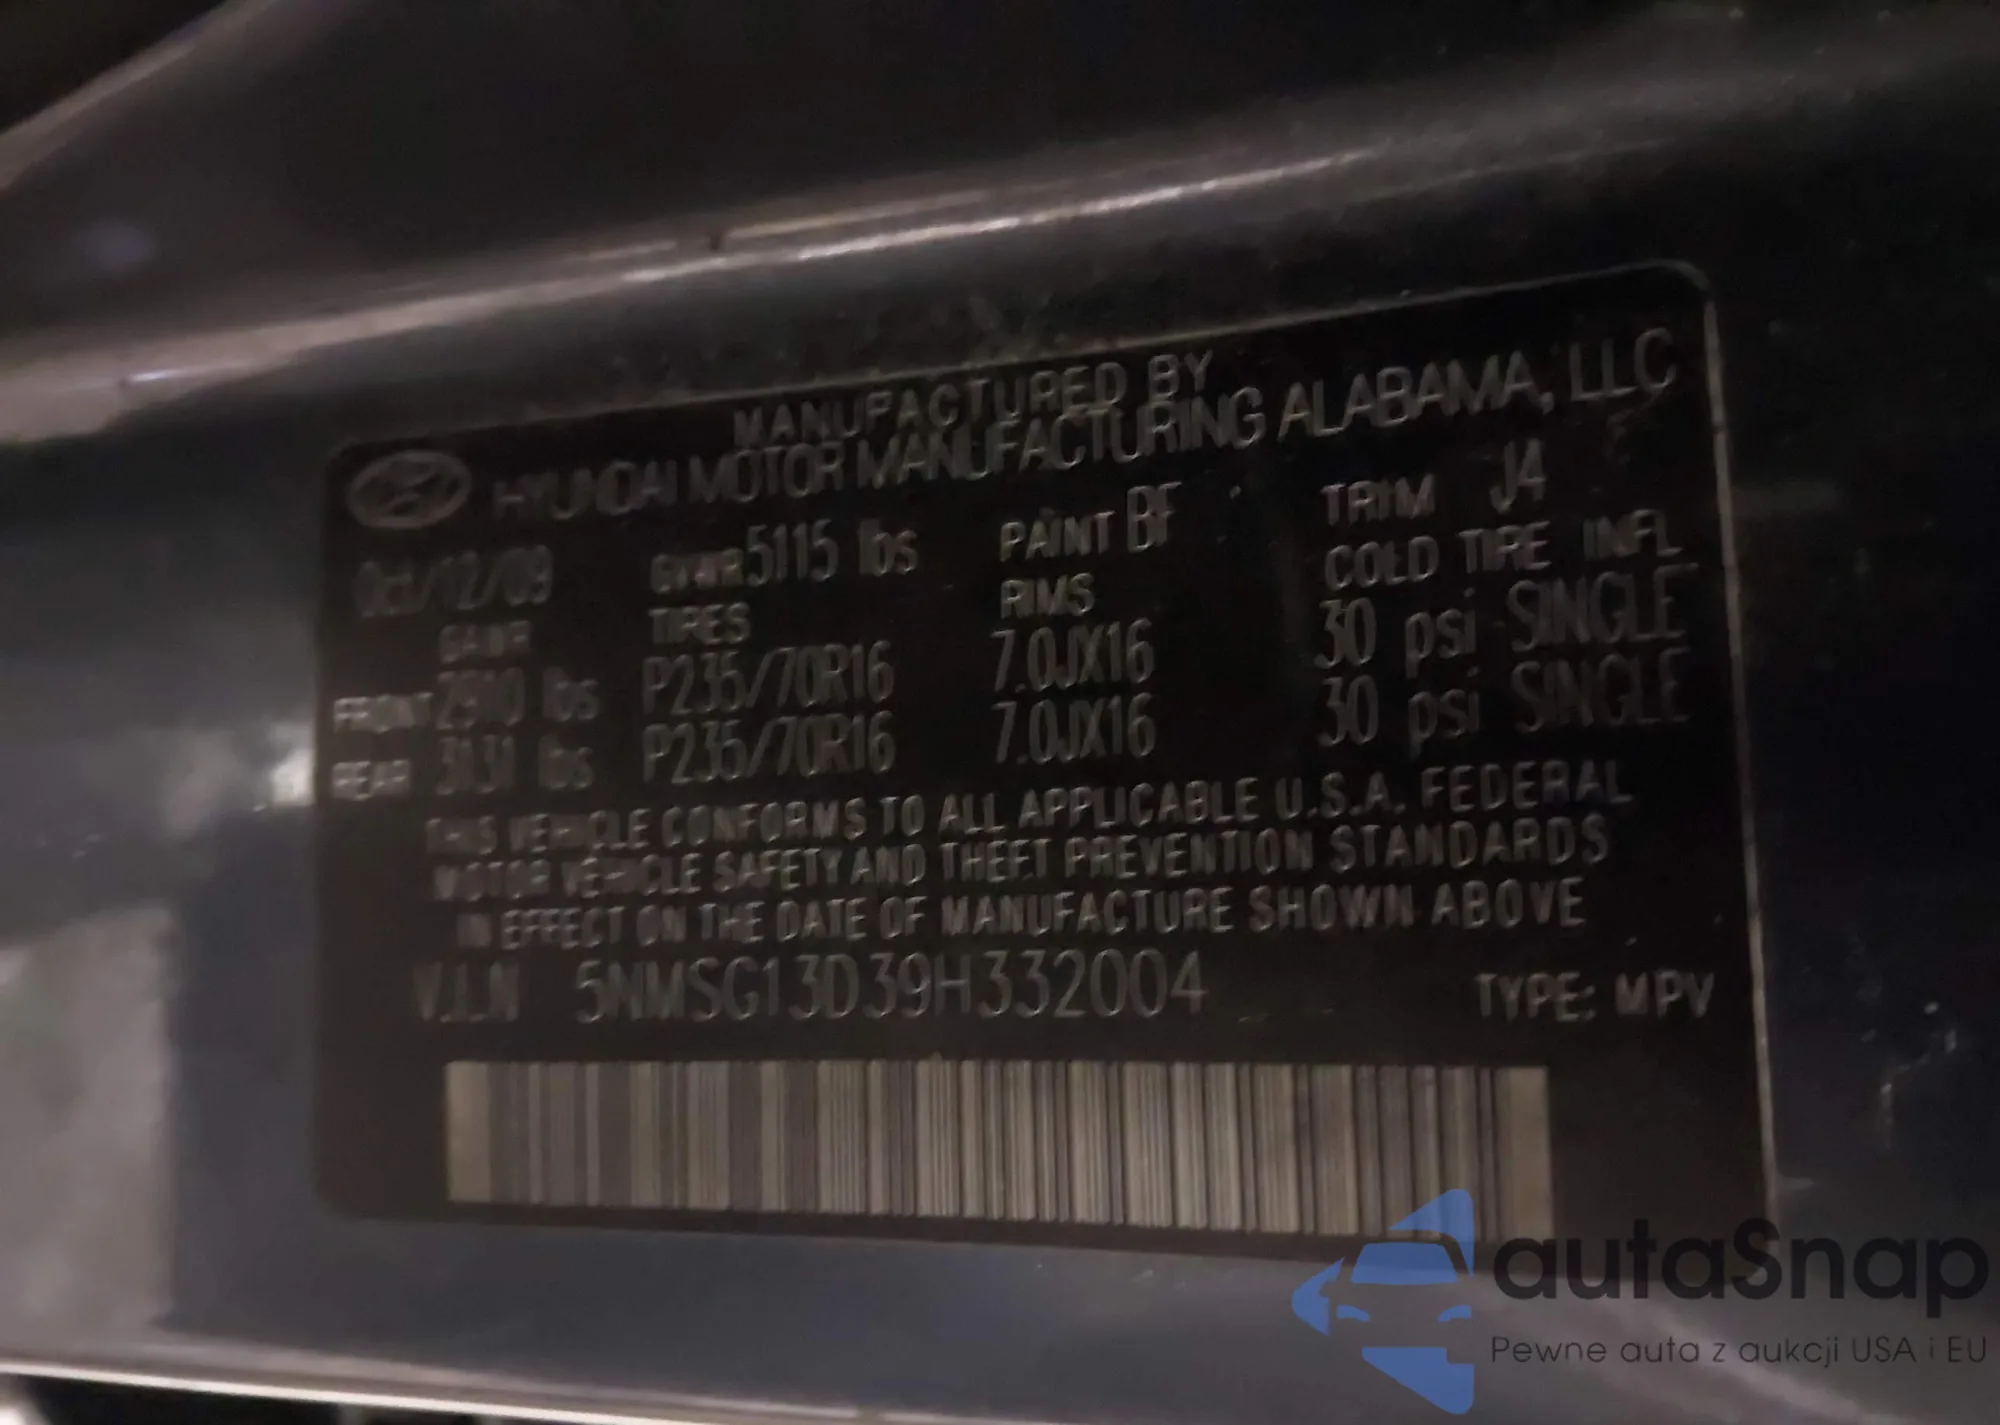 MANUFACTURED BY
HYUNDAI MOTOR MANUFACTURING ALABAMA, LLC
Oct/12/09 GVWR 5115 lbs PAINT BF TRIM J4
GAWR TIRES RIMS COLD TIRE INFL
FRONT 2910 lbs P235/70R16 7.0JX16 30 psi SINGLE
REAR 3131 lbs P235/70R16 7.0JX16 30 psi SINGLE
THIS VEHICLE CONFORMS TO ALL APPLICABLE U.S.A. FEDERAL
MOTOR VEHICLE SAFETY AND THEFT PREVENTION STANDARDS
IN EFFECT ON THE DATE OF MANUFACTURE SHOWN ABOVE
V.I.N 5NMSG13D39H332004 TYPE: MPV
autaSnap
Pewne auta z aukcji USA i EU